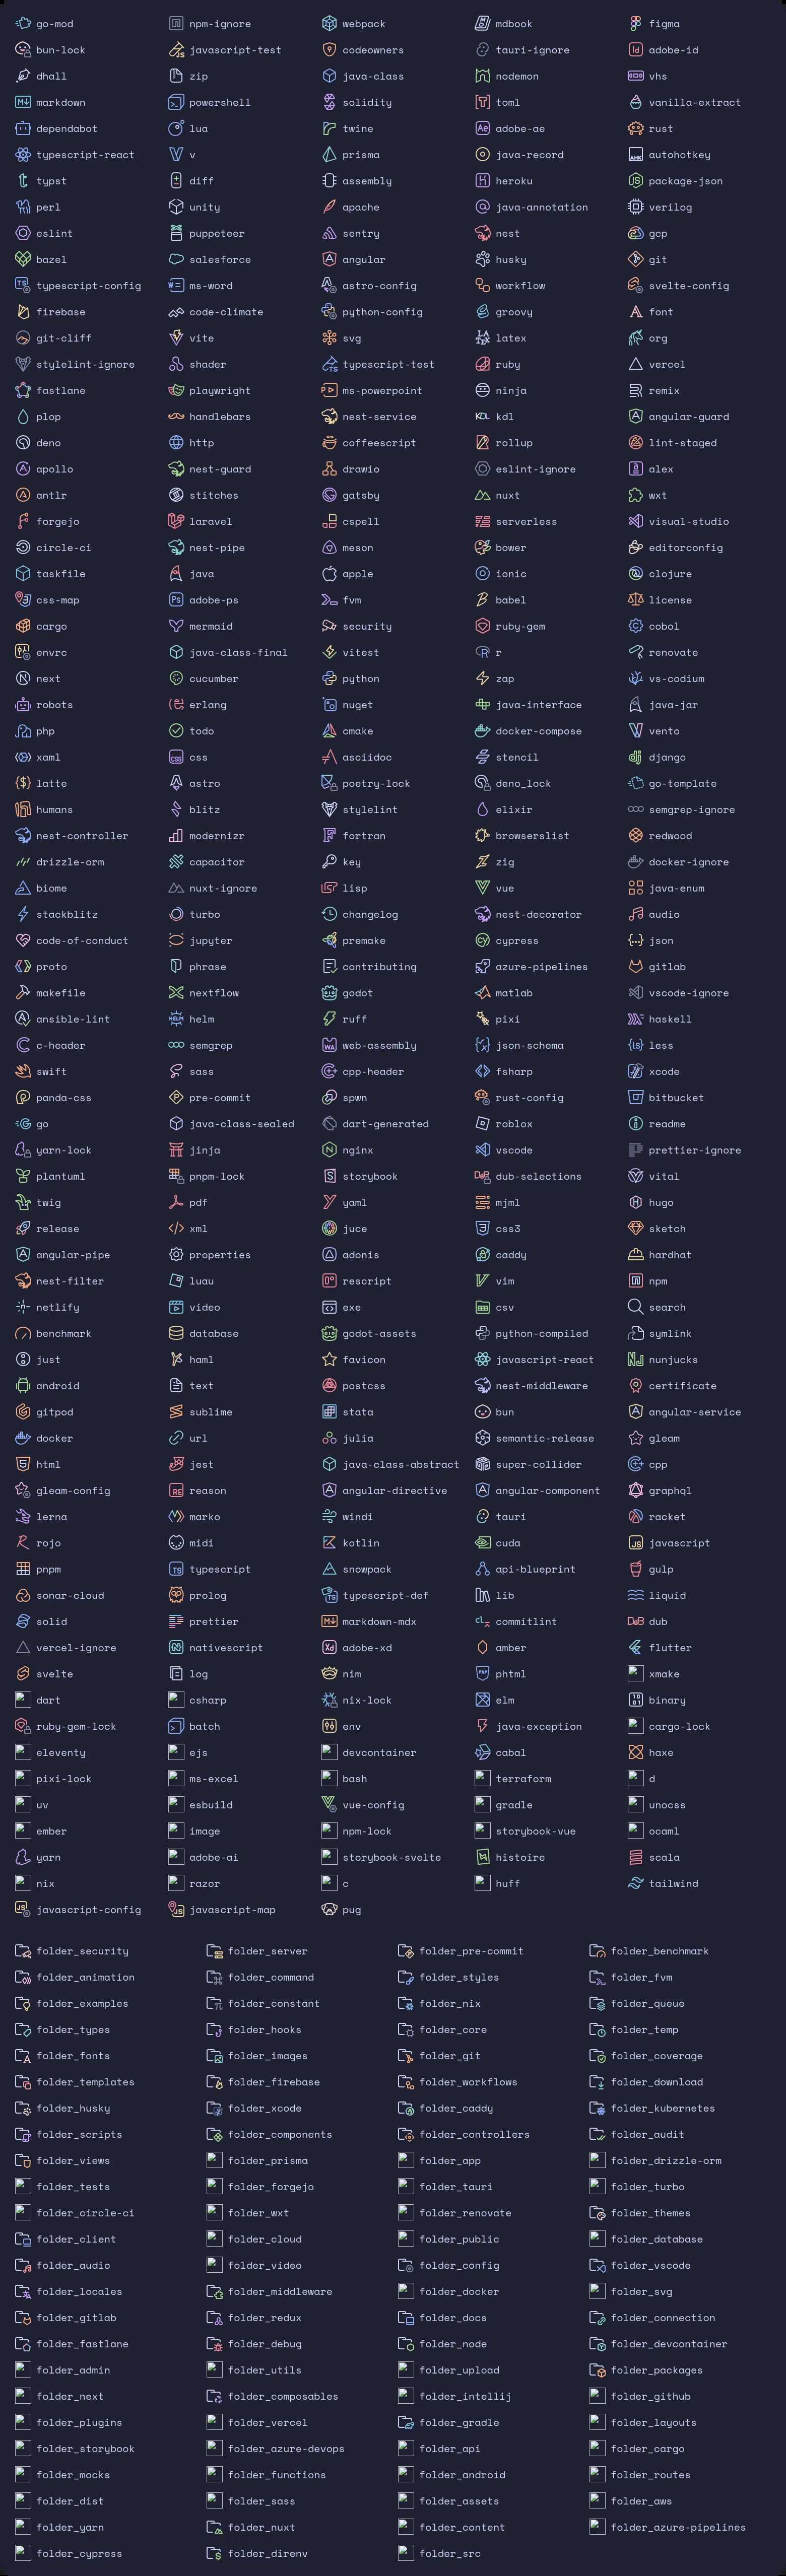 go-mod npm-ignore webpack mdbook figma
bun-lock javascript-test codeowners tauri-ignore adobe-id
dhall zip java-class nodemon vhs
markdown powershell solidity toml vanilla-extract
dependabot lua twine adobe-ae rust
typescript-react v prisma java-record autohotkey
typst diff assembly heroku package-json
perl unity apache java-annotation verilog
eslint puppeteer sentry nest gcp
bazel salesforce angular husky git
typescript-config ms-word astro-config workflow svelte-config
firebase code-climate python-config groovy font
git-cliff vite svg latex org
stylelint-ignore shader typescript-test ruby vercel
fastlane playwright ms-powerpoint ninja remix
plop handlebars nest-service kdl angular-guard
deno http coffeescript rollup lint-staged
apollo nest-guard drawio eslint-ignore alex
antlr stitches gatsby nuxt wxt
forgejo laravel cspell serverless visual-studio
circle-ci nest-pipe meson bower editorconfig
taskfile java apple ionic clojure
css-map adobe-ps fvm babel license
cargo mermaid security ruby-gem cobol
envrc java-class-final vitest r renovate
next cucumber python zap vs-codium
robots erlang nuget java-interface java-jar
php todo cmake docker-compose vento
xaml css asciidoc stencil django
latte astro poetry-lock deno_lock go-template
humans blitz stylelint elixir semgrep-ignore
nest-controller modernizr fortran browserslist redwood
drizzle-orm capacitor key zig docker-ignore
biome nuxt-ignore lisp vue java-enum
stackblitz turbo changelog nest-decorator audio
code-of-conduct jupyter premake cypress json
proto phrase contributing azure-pipelines gitlab
makefile nextflow godot matlab vscode-ignore
ansible-lint helm ruff pixi haskell
c-header semgrep web-assembly json-schema less
swift sass cpp-header fsharp xcode
panda-css pre-commit spwn rust-config bitbucket
go java-class-sealed dart-generated roblox readme
yarn-lock jinja nginx vscode prettier-ignore
plantuml pnpm-lock storybook dub-selections vital
twig pdf yaml mjml hugo
release xml juce css3 sketch
angular-pipe properties adonis caddy hardhat
nest-filter luau rescript vim npm
netlify video exe csv search
benchmark database godot-assets python-compiled symlink
just haml favicon javascript-react nunjucks
android text postcss nest-middleware certificate
gitpod sublime stata bun angular-service
docker url julia semantic-release gleam
html jest java-class-abstract super-collider cpp
gleam-config reason angular-directive angular-component graphql
lerna marko windi tauri racket
rojo midi kotlin cuda javascript
pnpm typescript snowpack api-blueprint gulp
sonar-cloud prolog typescript-def lib liquid
solid prettier markdown-mdx commitlint dub
vercel-ignore nativescript adobe-xd amber flutter
svelte log nim phtml xmake
dart csharp nix-lock elm binary
ruby-gem-lock batch env java-exception cargo-lock
eleventy ejs devcontainer cabal haxe
pixi-lock ms-excel bash terraform d
uv esbuild vue-config gradle unocss
ember image npm-lock storybook-vue ocaml
yarn adobe-ai storybook-svelte histoire scala
nix razor c huff tailwind
javascript-config javascript-map pug
folder_security folder_server folder_pre-commit folder_benchmark
folder_animation folder_command folder_styles folder_fvm
folder_examples folder_constant folder_nix folder_queue
folder_types folder_hooks folder_core folder_temp
folder_fonts folder_images folder_git folder_coverage
folder_templates folder_firebase folder_workflows folder_download
folder_husky folder_xcode folder_caddy folder_kubernetes
folder_scripts folder_components folder_controllers folder_audit
folder_views folder_prisma folder_app folder_drizzle-orm
folder_tests folder_forgejo folder_tauri folder_turbo
folder_circle-ci folder_wxt folder_renovate folder_themes
folder_client folder_cloud folder_public folder_database
folder_audio folder_video folder_config folder_vscode
folder_locales folder_middleware folder_docker folder_svg
folder_gitlab folder_redux folder_docs folder_connection
folder_fastlane folder_debug folder_node folder_devcontainer
folder_admin folder_utils folder_upload folder_packages
folder_next folder_composables folder_intellij folder_github
folder_plugins folder_vercel folder_gradle folder_layouts
folder_storybook folder_azure-devops folder_api folder_cargo
folder_mocks folder_functions folder_android folder_routes
folder_dist folder_sass folder_assets folder_aws
folder_yarn folder_nuxt folder_content folder_azure-pipelines
folder_cypress folder_direnv folder_src